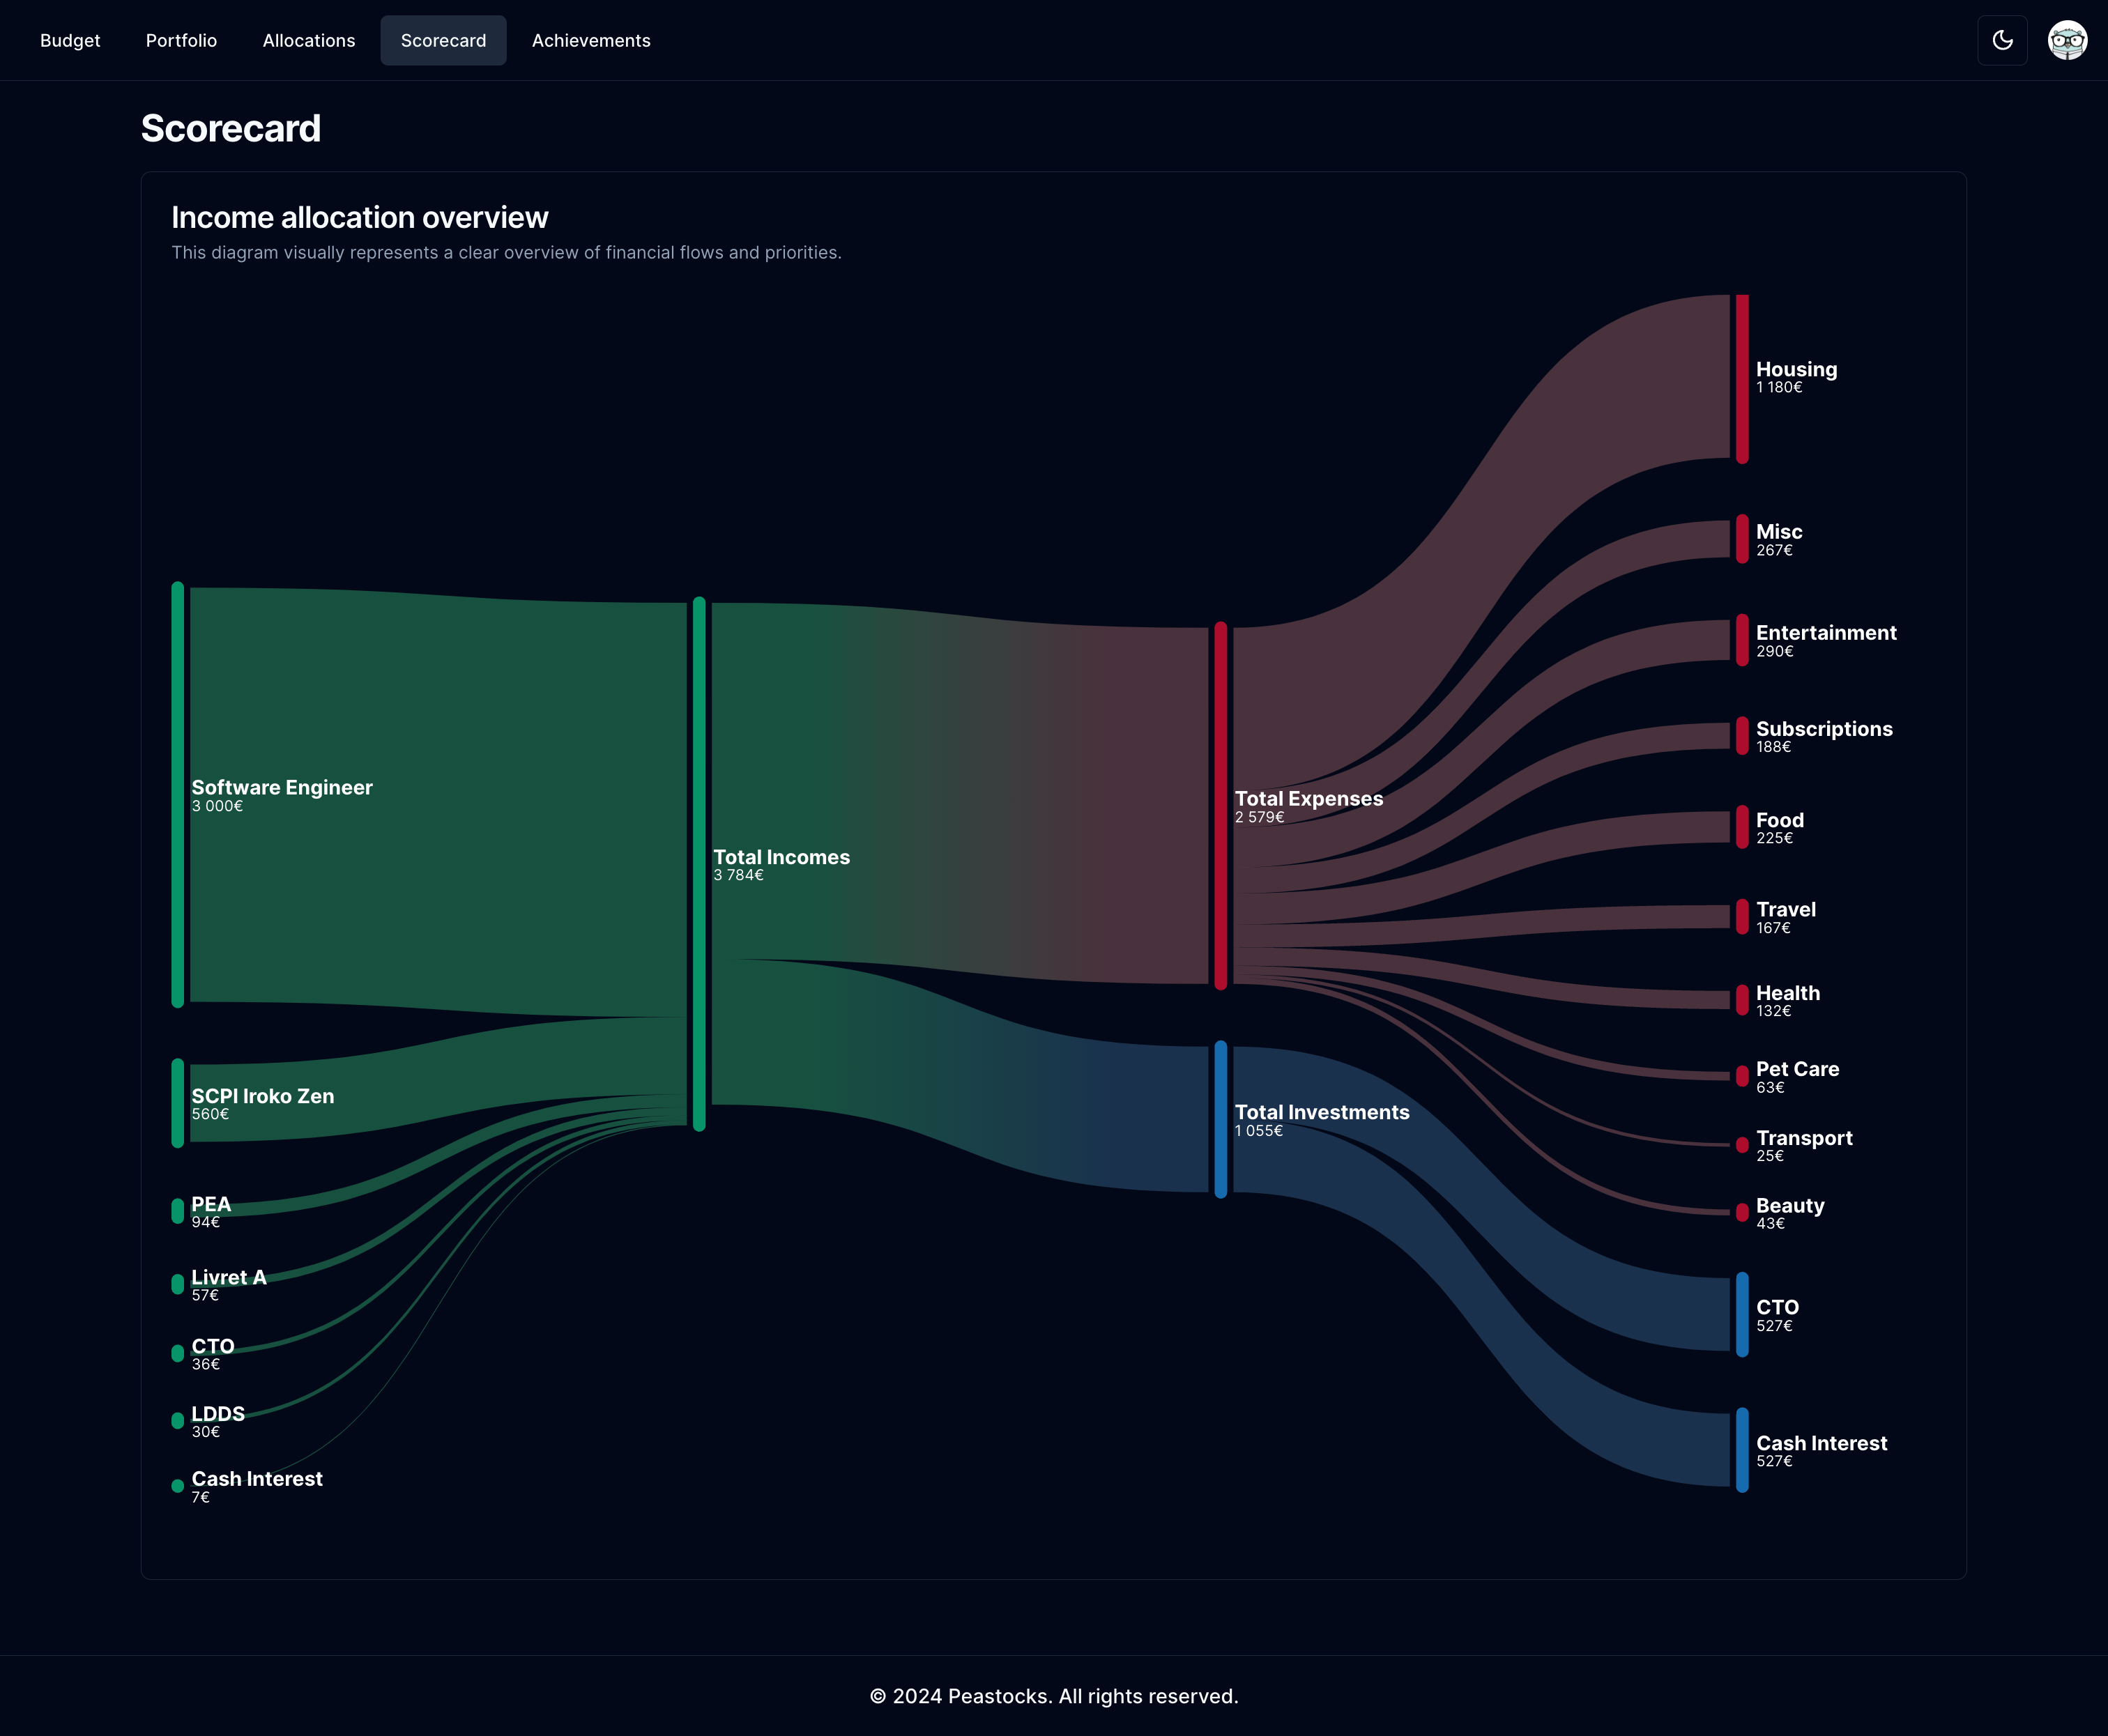 Budget
Portfolio
Allocations
Scorecard
Achievements
Scorecard
Income allocation overview
This diagram visually represents a clear overview of financial flows and priorities.
Software Engineer
3 000€
SCPI Iroko Zen
560€
PEA
94€
Livret A
57€
CTO
36€
LDDS
30€
Cash Interest
7€
Total Incomes
3 784€
Total Expenses
2 579€
Total Investments
1 055€
Housing
1 180€
Misc
267€
Entertainment
290€
Subscriptions
188€
Food
225€
Travel
167€
Health
132€
Pet Care
63€
Transport
25€
Beauty
43€
CTO
527€
Cash Interest
527€
© 2024 Peastocks. All rights reserved.